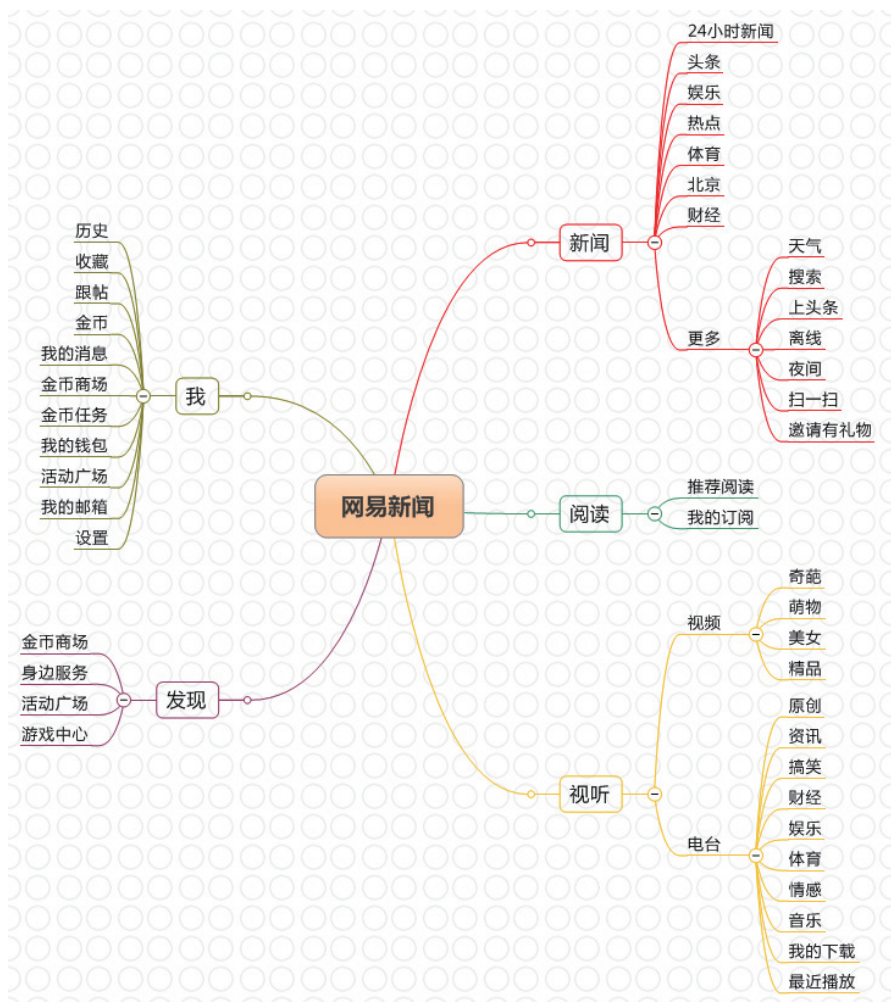 网易新闻
新闻
24小时新闻
头条
娱乐
热点
体育
北京
财经
更多
天气
搜索
上头条
离线
夜间
扫一扫
邀请有礼物
阅读
推荐阅读
我的订阅
视听
视频
奇葩
萌物
美女
精品
电台
原创
资讯
搞笑
财经
娱乐
体育
情感
音乐
我的下载
最近播放
我
历史
收藏
跟帖
金币
我的消息
金币商场
金币任务
我的钱包
活动广场
我的邮箱
设置
发现
金币商场
身边服务
活动广场
游戏中心